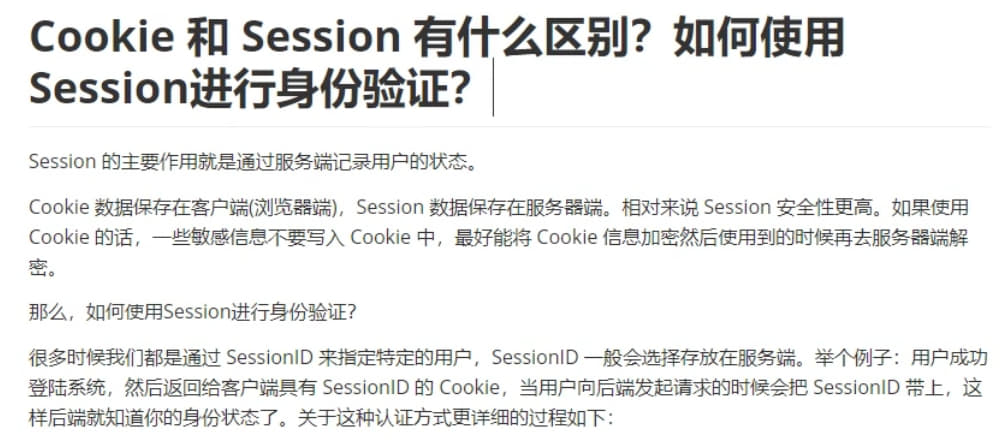 Cookie 和 Session 有什么区别？如何使用
Session进行身份验证？
Session 的主要作用就是通过服务端记录用户的状态。
Cookie 数据保存在客户端(浏览器端)，Session 数据保存在服务器端。相对来说 Session 安全性更高。如果使用
Cookie 的话，一些敏感信息不要写入 Cookie 中，最好能将 Cookie 信息加密然后使用到的时候再去服务器端解
密。
那么，如何使用Session进行身份验证？
很多时候我们都是通过 SessionID 来指定特定的用户，SessionID 一般会选择存放在服务端。举个例子：用户成功
登陆系统，然后返回给客户端具有 SessionID 的 Cookie，当用户向后端发起请求的时候会把 SessionID 带上，这
样后端就知道你的身份状态了。关于这种认证方式更详细的过程如下：